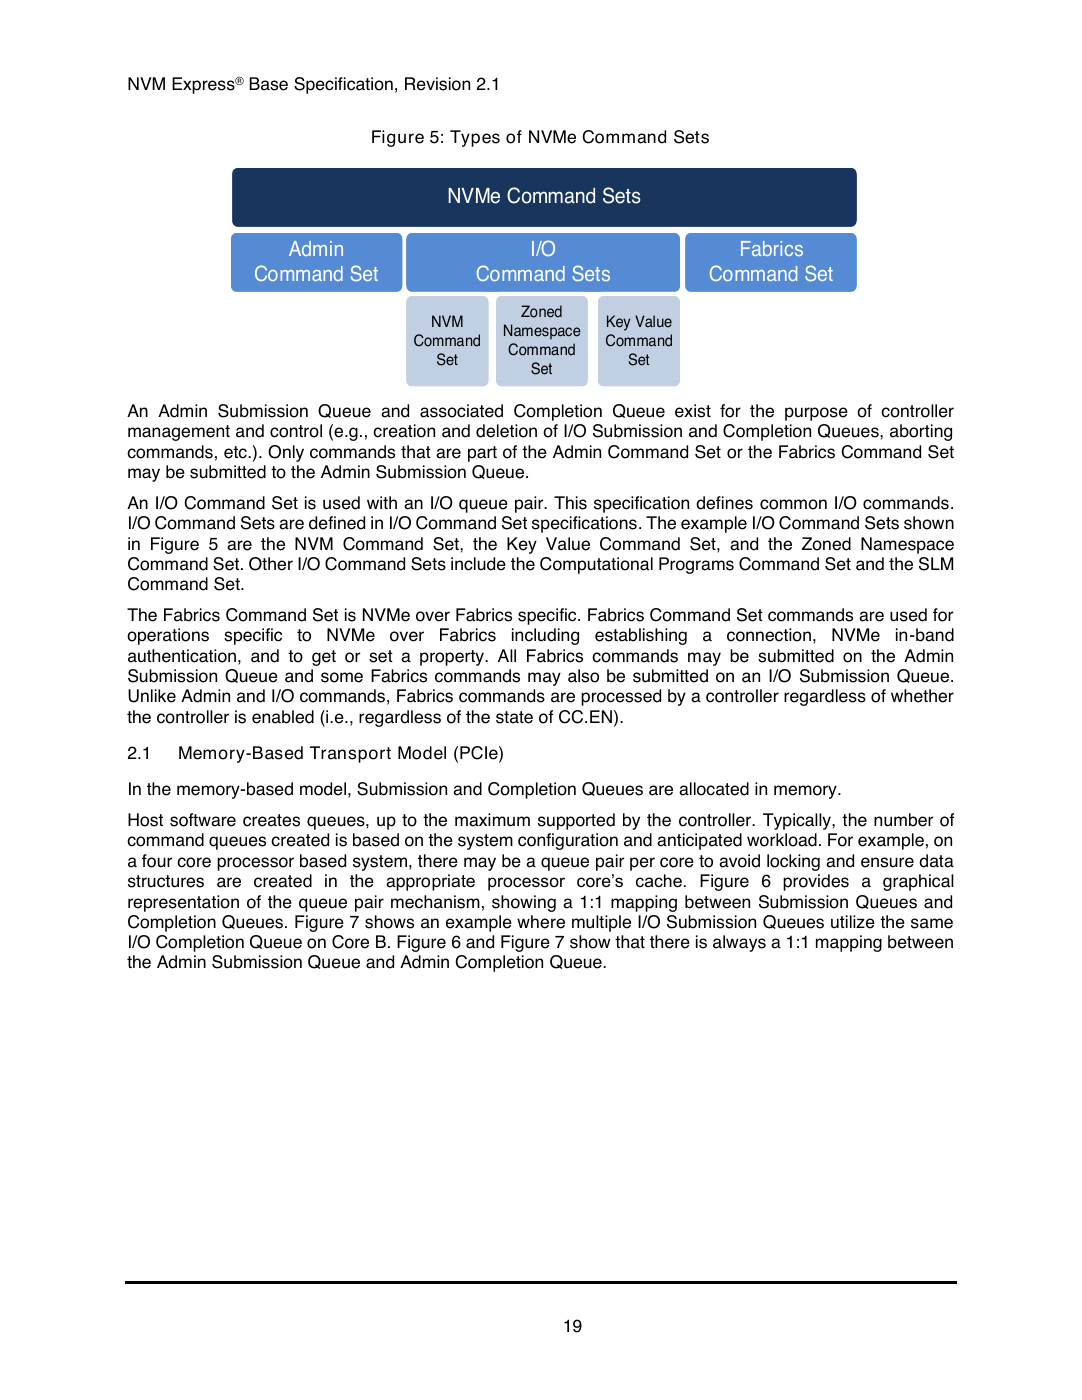 NVM Express® Base Specification, Revision 2.1
Figure 5: Types of NVMe Command Sets
NVMe Command Sets
Admin
Command Set
I/O
Command Sets
Fabrics
Command Set
NVM
Command
Set
Zoned
Namespace
Command
Set
Key Value
Command
Set
An Admin Submission Queue and associated Completion Queue exist for the purpose of controller
management and control (e.g., creation and deletion of I/O Submission and Completion Queues, aborting
commands, etc.). Only commands that are part of the Admin Command Set or the Fabrics Command Set
may be submitted to the Admin Submission Queue.
An I/O Command Set is used with an I/O queue pair. This specification defines common I/O commands.
I/O Command Sets are defined in I/O Command Set specifications. The example I/O Command Sets shown
in Figure 5 are the NVM Command Set, the Key Value Command Set, and the Zoned Namespace
Command Set. Other I/O Command Sets include the Computational Programs Command Set and the SLM
Command Set.
The Fabrics Command Set is NVMe over Fabrics specific. Fabrics Command Set commands are used for
operations specific to NVMe over Fabrics including establishing a connection, NVMe in-band
authentication, and to get or set a property. All Fabrics commands may be submitted on the Admin
Submission Queue and some Fabrics commands may also be submitted on an I/O Submission Queue.
Unlike Admin and I/O commands, Fabrics commands are processed by a controller regardless of whether
the controller is enabled (i.e., regardless of the state of CC.EN).
2.1 Memory-Based Transport Model (PCIe)
In the memory-based model, Submission and Completion Queues are allocated in memory.
Host software creates queues, up to the maximum supported by the controller. Typically, the number of
command queues created is based on the system configuration and anticipated workload. For example, on
a four core processor based system, there may be a queue pair per core to avoid locking and ensure data
structures are created in the appropriate processor core’s cache. Figure 6 provides a graphical
representation of the queue pair mechanism, showing a 1:1 mapping between Submission Queues and
Completion Queues. Figure 7 shows an example where multiple I/O Submission Queues utilize the same
I/O Completion Queue on Core B. Figure 6 and Figure 7 show that there is always a 1:1 mapping between
the Admin Submission Queue and Admin Completion Queue.
19